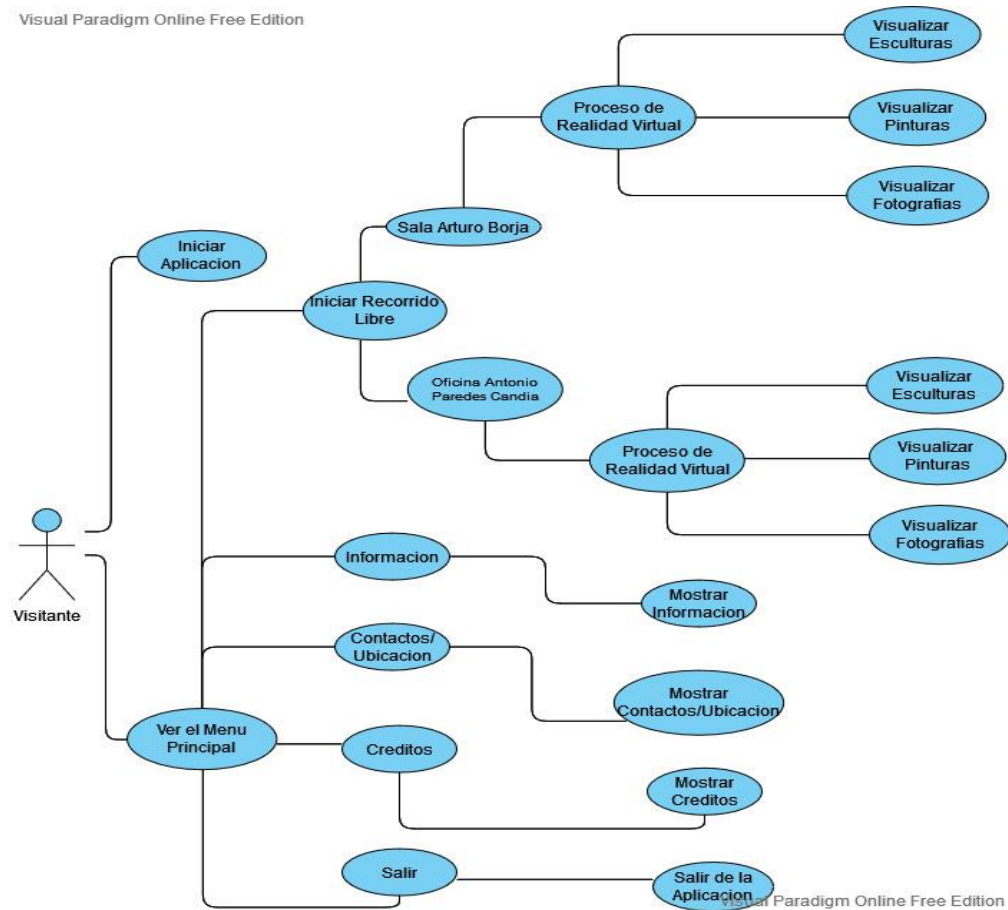 Visual Paradigm Online Free Edition
Visualizar
Esculturas
Proceso de
Realidad Virtual
Visualizar
Pinturas
Visualizar
Fotografias
Sala Arturo Borja
Iniciar
Aplicacion
Iniciar Recorrido
Libre
Oficina Antonio
Paredes Candia
Visualizar
Esculturas
Proceso de
Realidad Virtual
Visualizar
Pinturas
Visualizar
Fotografias
Visitante
Informacion
Mostrar
Informacion
Contactos/
Ubicacion
Mostrar
Contactos/Ubicacion
Ver el Menu
Principal
Creditos
Mostrar
Creditos
Salir
Salir de la
Aplicacion
Visual Paradigm Online Free Edition